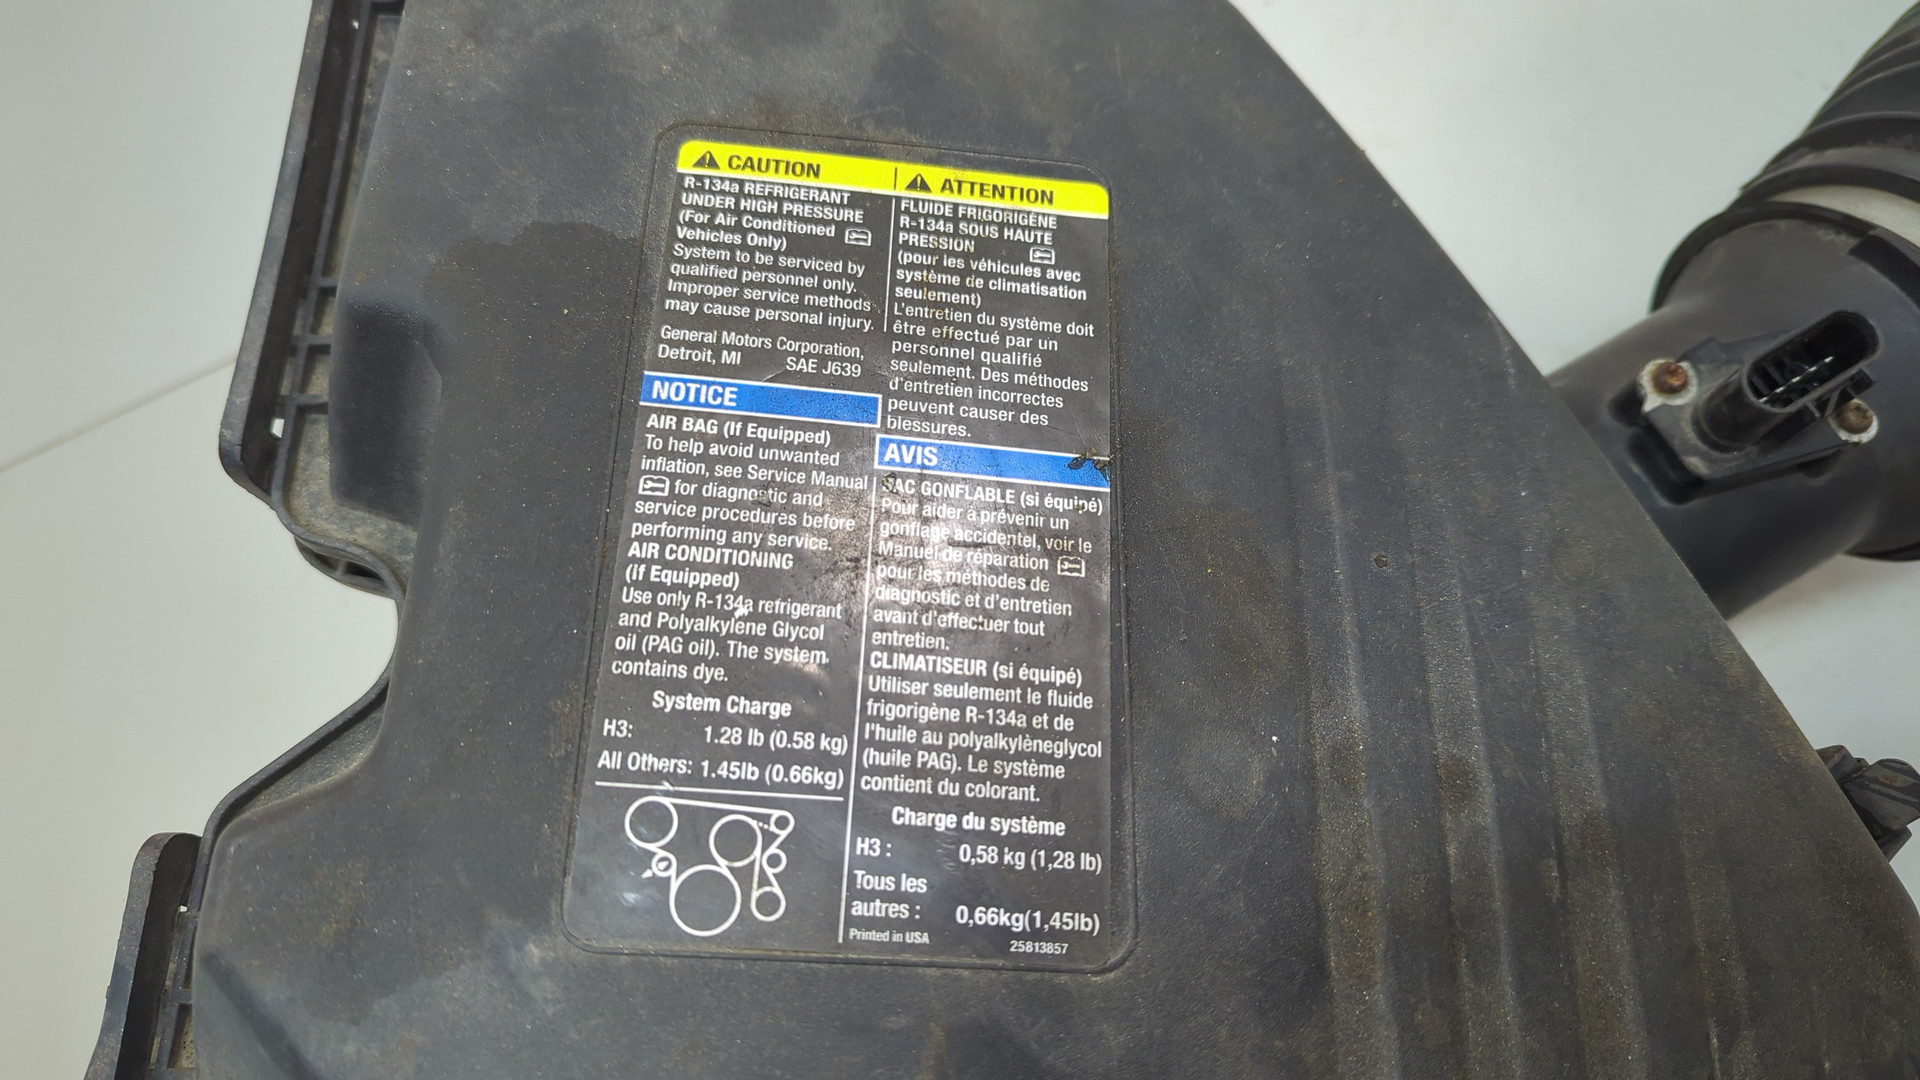 CAUTION
R-134a REFRIGERANT
UNDER HIGH PRESSURE
(For Air Conditioned
Vehicles Only)
System to be serviced by
qualified personnel only.
Improper service methods
may cause personal injury.
General Motors Corporation,
Detroit, MI SAE J639
NOTICE
AIR BAG (If Equipped)
To help avoid unwanted
inflation, see Service Manual
for diagnostic and
service procedures before
performing any service.
AIR CONDITIONING
(if Equipped)
Use only R-134a refrigerant
and Polyalkylene Glycol
oil (PAG oil). The system
contains dye.
System Charge
H3: 1.28 lb (0.58 kg)
All Others: 1.45lb (0.66kg)
ATTENTION
FLUIDE FRIGORIGÈNE
R-134a SOUS HAUTE
PRESSION
(pour les véhicules avec
système de climatisation
seulement)
L'entretien du système doit
être effectué par un
personnel qualifié
seulement. Des méthodes
d'entretien incorrectes
peuvent causer des
blessures.
AVIS
SAC GONFLABLE (si équipé)
Pour aider à prévenir un
gonflage accidentel, voir le
Manuel de réparation
pour les méthodes de
diagnostic et d'entretien
avant d'effectuer tout
entretien.
CLIMATISEUR (si équipé)
Utiliser seulement le fluide
frigorigène R-134a et de
l'huile au polyalkylèneglycol
(huile PAG). Le système
contient du colorant.
Charge du système
H3 : 0,58 kg (1,28 lb)
Tous les
autres : 0,66kg(1,45lb)
Printed in USA 25813857